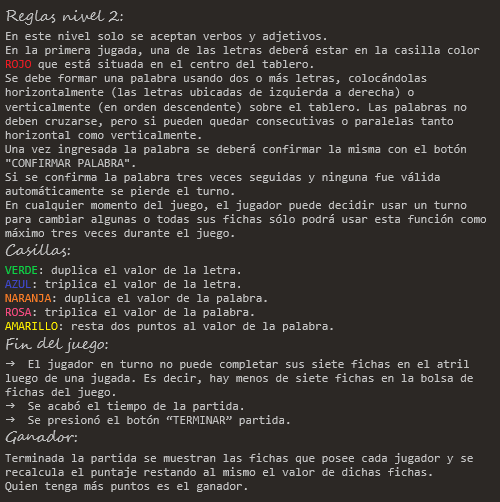 Reglas nivel 2:
En este nivel solo se aceptan verbos y adjetivos.
En la primera jugada, una de las letras deberá estar en la casilla color
ROJO que está situada en el centro del tablero.
Se debe formar una palabra usando dos o más letras, colocándolas
horizontalmente (las letras ubicadas de izquierda a derecha) o
verticalmente (en orden descendente) sobre el tablero. Las palabras no
deben cruzarse, pero si pueden quedar consecutivas o paralelas tanto
horizontal como verticalmente.
Una vez ingresada la palabra se deberá confirmar la misma con el botón
"CONFIRMAR PALABRA".
Si se confirma la palabra tres veces seguidas y ninguna fue válida
automáticamente se pierde el turno.
En cualquier momento del juego, el jugador puede decidir usar un turno
para cambiar algunas o todas sus fichas sólo podrá usar esta función como
máximo tres veces durante el juego.
Casillas:
VERDE: duplica el valor de la letra.
AZUL: triplica el valor de la letra.
NARANJA: duplica el valor de la palabra.
ROSA: triplica el valor de la palabra.
AMARILLO: resta dos puntos al valor de la palabra.
Fin del juego:
→ El jugador en turno no puede completar sus siete fichas en el atril
luego de una jugada. Es decir, hay menos de siete fichas en la bolsa de
fichas del juego.
→ Se acabó el tiempo de la partida.
→ Se presionó el botón “TERMINAR” partida.
Ganador:
Terminada la partida se muestran las fichas que posee cada jugador y se
recalcula el puntaje restando al mismo el valor de dichas fichas.
Quien tenga más puntos es el ganador.